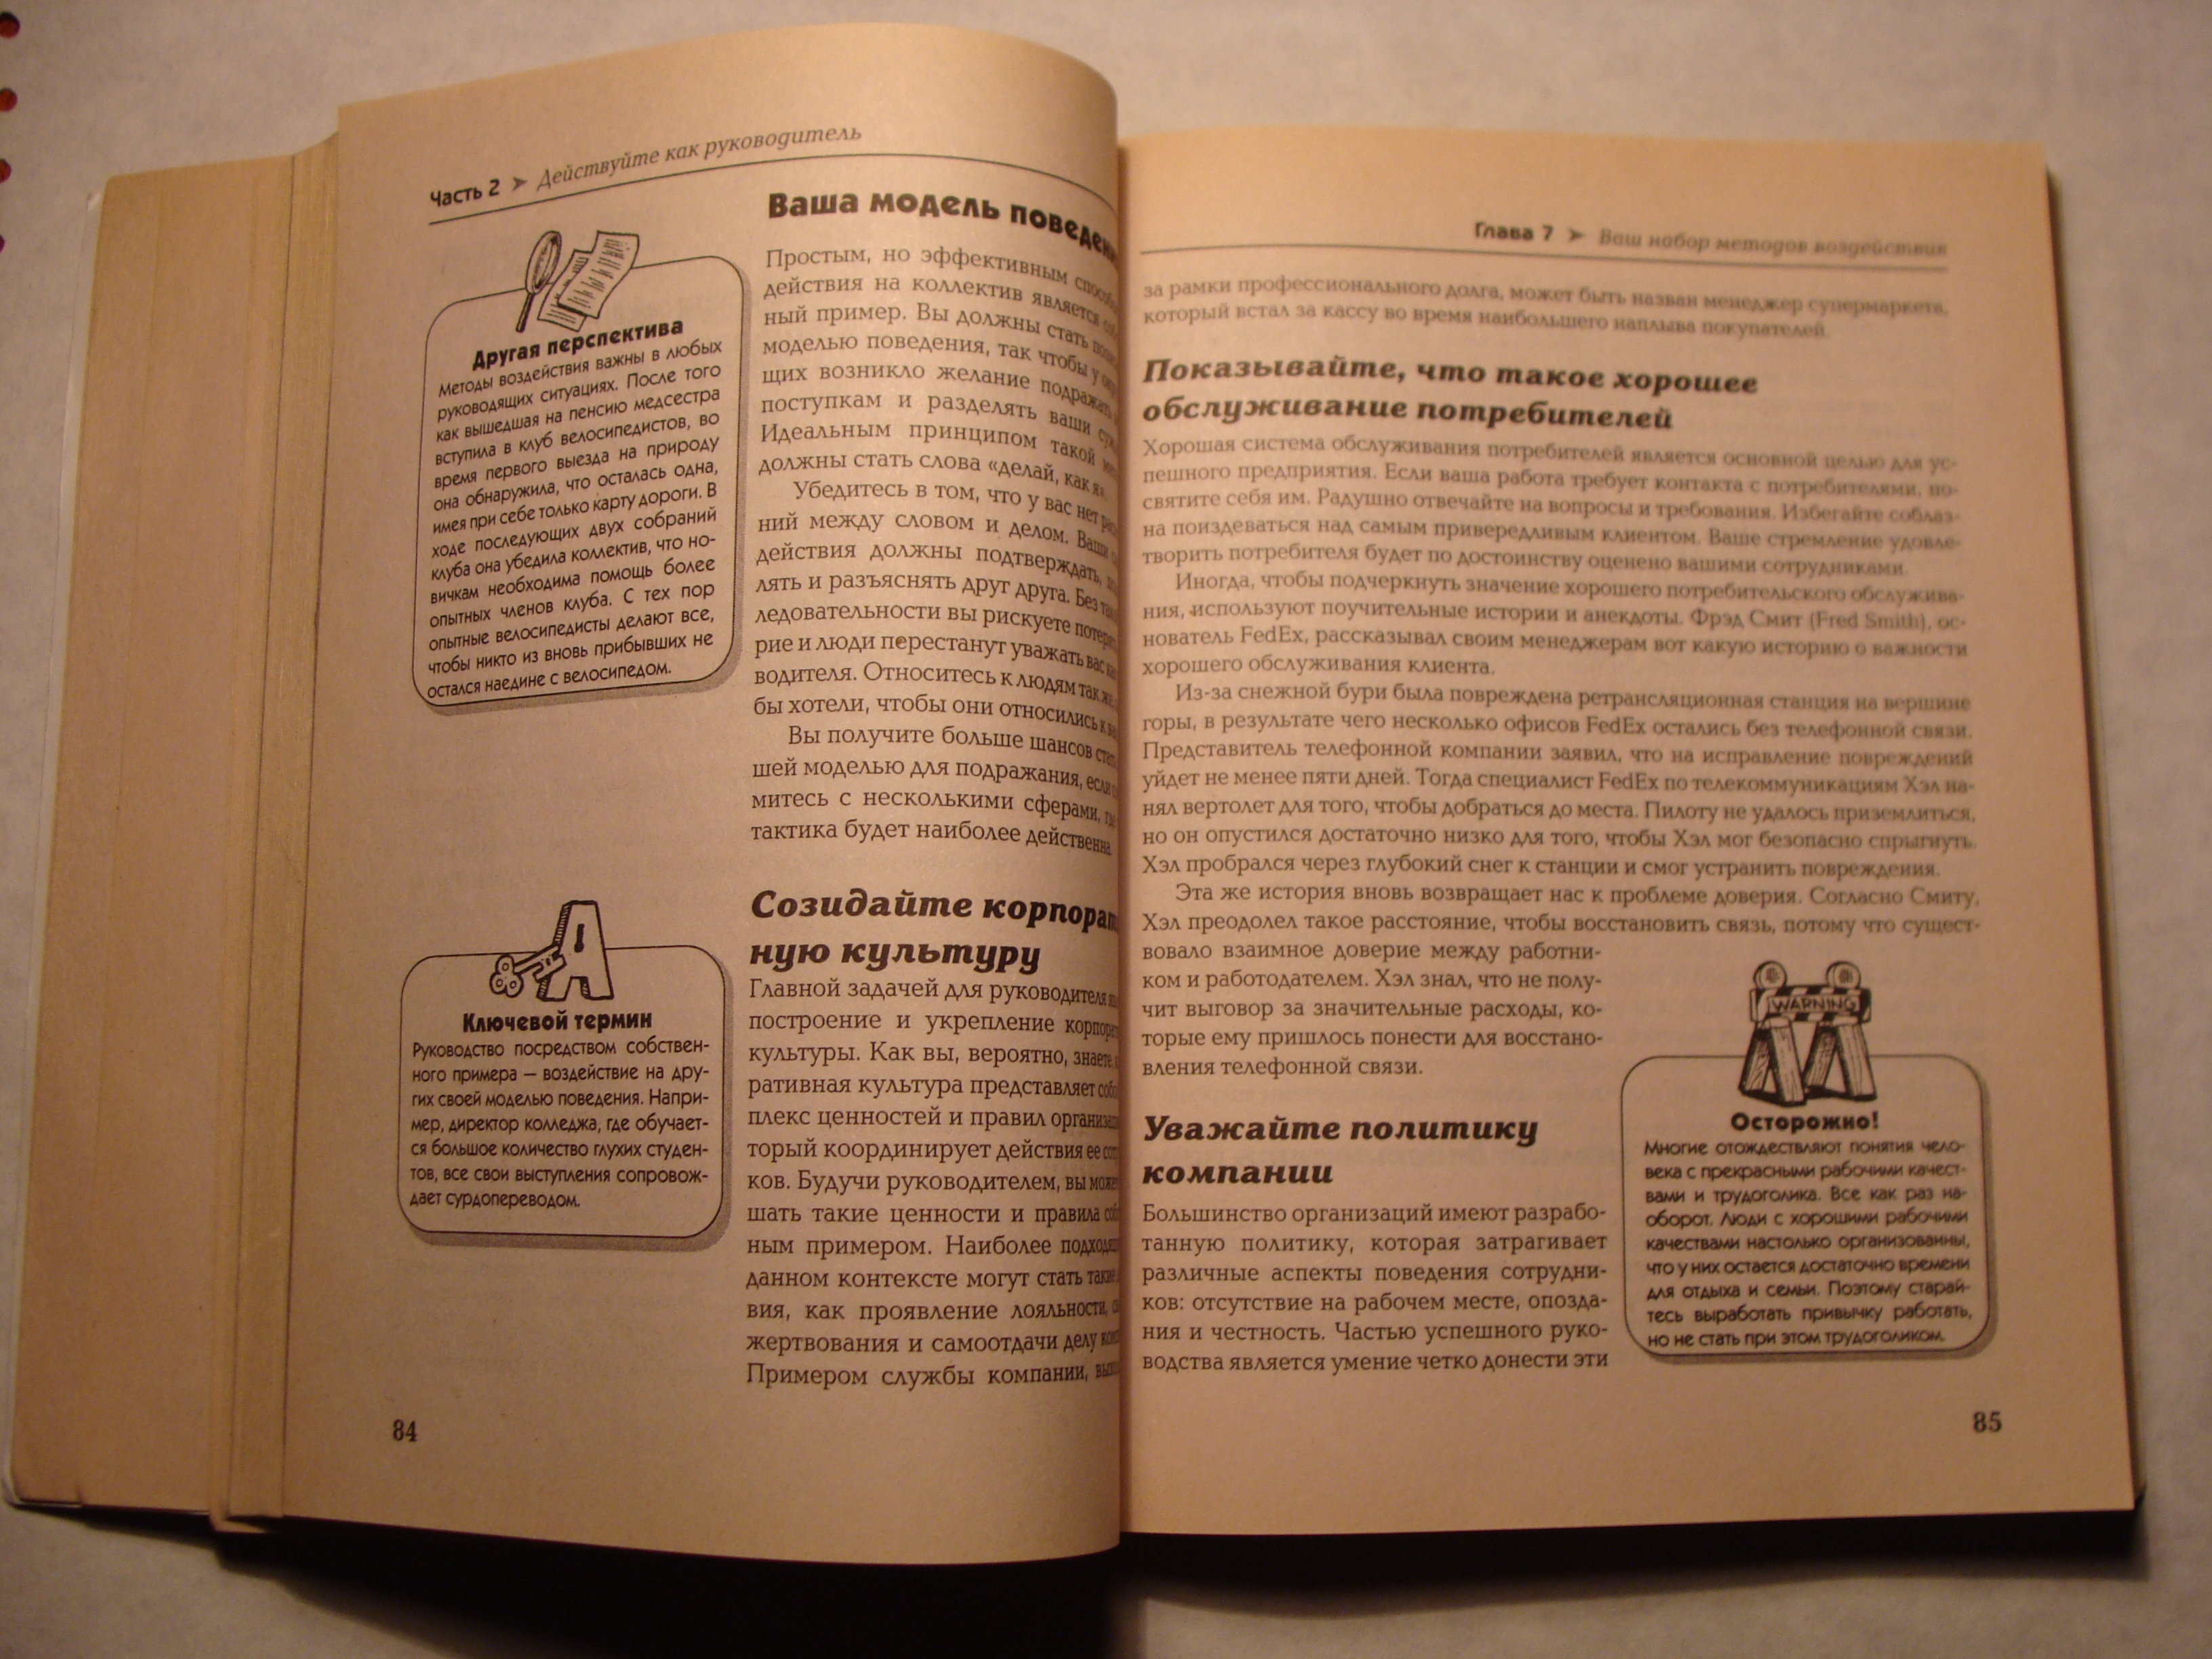 Часть 2 ➤ Действуйте как руководитель
Другая перспектива
Методы воздействия важны в любых
руководящих ситуациях. После того
как вышедшая на пенсию медсестра
вступила в клуб велосипедистов, во
время первого выезда на природу
она обнаружила, что осталась одна,
имея при себе только карту дороги. В
ходе последующих двух собраний
клуба она убедила коллектив, что но-
вичкам необходима помощь более
опытных членов клуба. С тех пор
опытные велосипедисты делают все,
чтобы никто из вновь прибывших не
остался наедине с велосипедом.
Ключевой термин
Руководство посредством собствен-
ного примера — воздействие на дру-
гих своей моделью поведения. Напри-
мер, директор колледжа, где обучает-
ся большое количество глухих студен-
тов, все свои выступления сопровож-
дает сурдопереводом.
Ваша модель
Простым, но эффективным
действия на коллектив является
ный пример. Вы должны стать
моделью поведения, так чтобы у
щих возникло желание подражать
поступкам и разделять ваши
Идеальным принципом такой
должны стать слова «делай, как я».
Убедитесь в том, что у вас нет
ний между словом и делом. Ваши
действия должны подтверждать,
лять и разъяснять друг друга. Без
ледовательности вы рискуете
рие и люди перестанут уважать вас
водителя. Относитесь к людям так же,
бы хотели, чтобы они относились к
Вы получите больше шансов
шей моделью для подражания, если
митесь с несколькими сферами,
тактика будет наиболее действенна.
Созидайте
ную культуру
Главной задачей для руководителя
построение и укрепление
культуры. Как вы, вероятно, знаете,
ративная культура представляет
плекс ценностей и правил
торый координирует действия ее
ков. Будучи руководителем, вы
шать такие ценности и правила
ным примером. Наиболее
данном контексте могут стать
вия, как проявление лояльности,
жертвования и самоотдачи делу
Примером службы компании,
84
Глава 7 ➤ Ваш набор методов воздействия
за рамки профессионального долга, может быть назван менеджер супермаркета,
который встал за кассу во время наибольшего наплыва покупателей.
Показывайте, что такое хорошее
обслуживание потребителей
Хорошая система обслуживания потребителей является основной целью для ус-
пешного предприятия. Если ваша работа требует контакта с потребителями, по-
святите себя им. Радушно отвечайте на вопросы и требования. Избегайте соблаз-
на поиздеваться над самым привередливым клиентом. Ваше стремление удовле-
творить потребителя будет по достоинству оценено вашими сотрудниками.
Иногда, чтобы подчеркнуть значение хорошего потребительского обслужива-
ния, используют поучительные истории и анекдоты. Фрэд Смит (Fred Smith), ос-
нователь FedEx, рассказывал своим менеджерам вот какую историю о важности
хорошего обслуживания клиента.
Из-за снежной бури была повреждена ретрансляционная станция на вершине
горы, в результате чего несколько офисов FedEx остались без телефонной связи.
Представитель телефонной компании заявил, что на исправление повреждений
уйдет не менее пяти дней. Тогда специалист FedEx по телекоммуникациям Хэл на-
нял вертолет для того, чтобы добраться до места. Пилоту не удалось приземлиться,
но он опустился достаточно низко для того, чтобы Хэл мог безопасно спрыгнуть.
Хэл пробрался через глубокий снег к станции и смог устранить повреждения.
Эта же история вновь возвращает нас к проблеме доверия. Согласно Смиту,
Хэл преодолел такое расстояние, чтобы восстановить связь, потому что сущест-
вовало взаимное доверие между работни-
ком и работодателем. Хэл знал, что не полу-
чит выговор за значительные расходы, ко-
торые ему пришлось понести для восстано-
вления телефонной связи.
Уважайте политику
компании
Большинство организаций имеют разрабо-
танную политику, которая затрагивает
различные аспекты поведения сотрудни-
ков: отсутствие на рабочем месте, опозда-
ния и честность. Частью успешного руко-
водства является умение четко донести эти
WARNING
Осторожно!
Многие отождествляют понятия чело-
века с прекрасными рабочими качест-
вами и трудоголика. Все как раз на-
оборот. Люди с хорошими рабочими
качествами настолько организованны,
что у них остается достаточно времени
для отдыха и семьи. Поэтому старай-
тесь выработать привычку работать,
но не стать при этом трудоголиком.
85